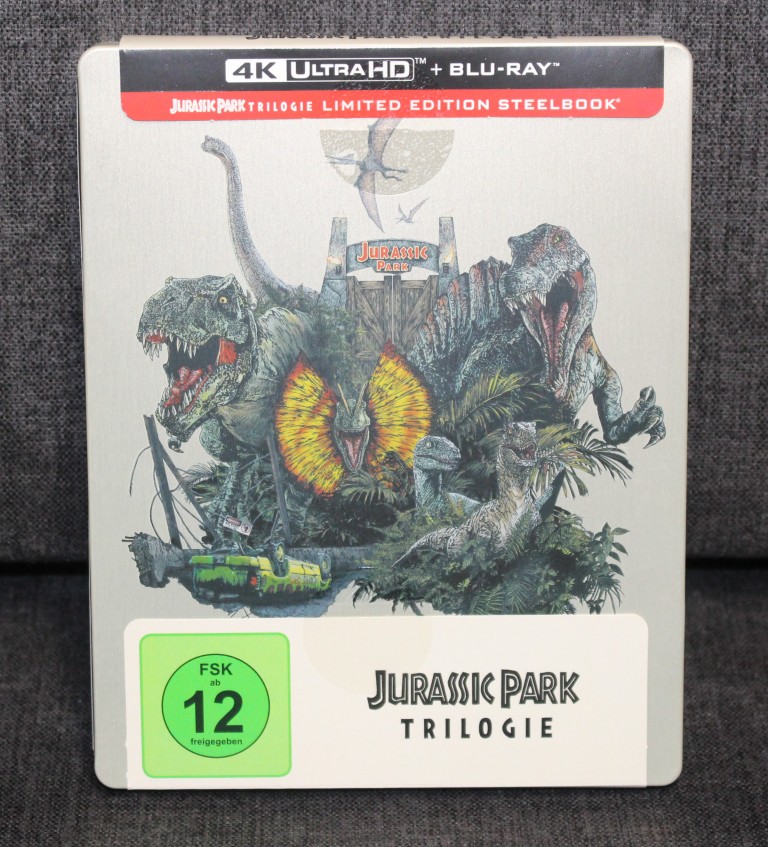 4K ULTRA HD™ + BLU-RAY™
JURASSIC PARK TRILOGIE LIMITED EDITION STEELBOOK®
JURASSIC
PARK
FSK
ab
12
freigegeben
JURASSIC PARK
TRILOGIE